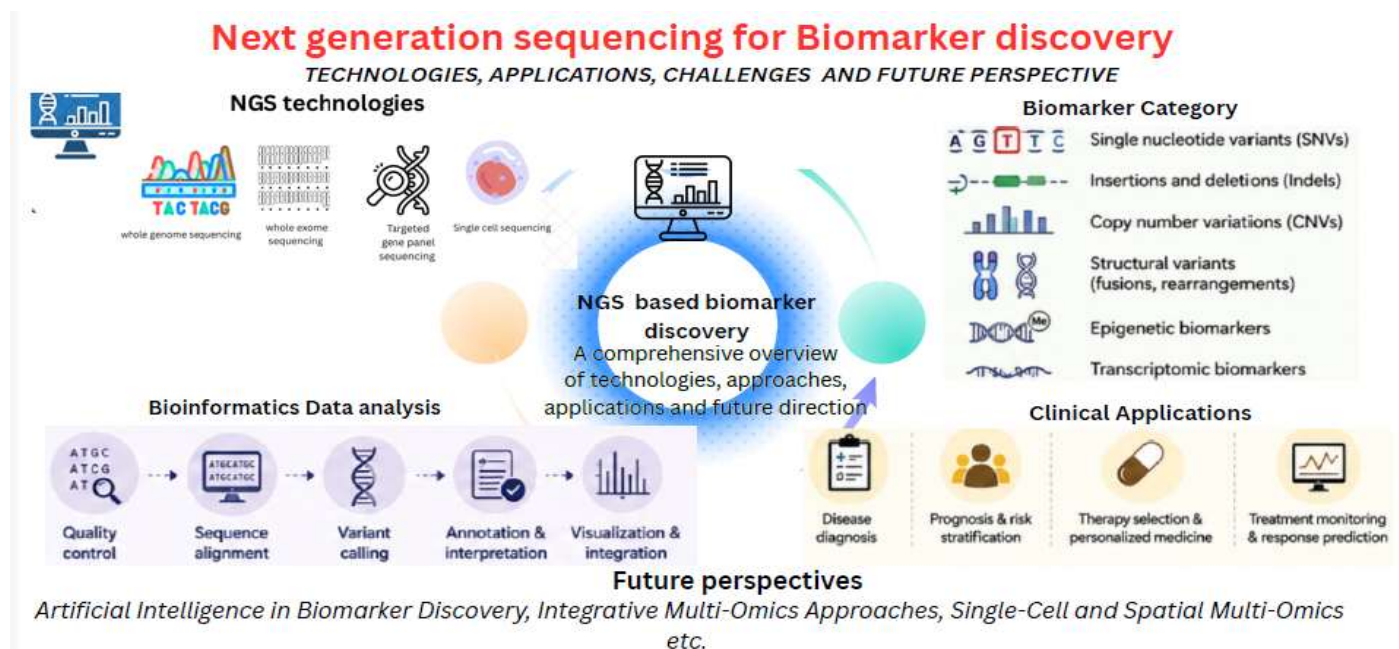 Next generation sequencing for Biomarker discovery
TECHNOLOGIES, APPLICATIONS, CHALLENGES AND FUTURE PERSPECTIVE
NGS technologies
TAC TACG
whole genome sequencing
whole exome
sequencing
Targeted
gene panel
sequencing
Single cell sequencing
NGS based biomarker
discovery
A comprehensive overview
of technologies, approaches,
applications and future direction
Biomarker Category
A G T T C
Single nucleotide variants (SNVs)
Insertions and deletions (Indels)
Copy number variations (CNVs)
Structural variants
(fusions, rearrangements)
Me
Epigenetic biomarkers
Transcriptomic biomarkers
Bioinformatics Data analysis
ATGC
ATCG
AT
Quality
control
ATGCATGC
ATGCATGC
Sequence
alignment
Variant
calling
Annotation &
interpretation
Visualization &
integration
Clinical Applications
Disease
diagnosis
Prognosis & risk
stratification
Therapy selection &
personalized medicine
Treatment monitoring
& response prediction
Future perspectives
Artificial Intelligence in Biomarker Discovery, Integrative Multi-Omics Approaches, Single-Cell and Spatial Multi-Omics
etc.